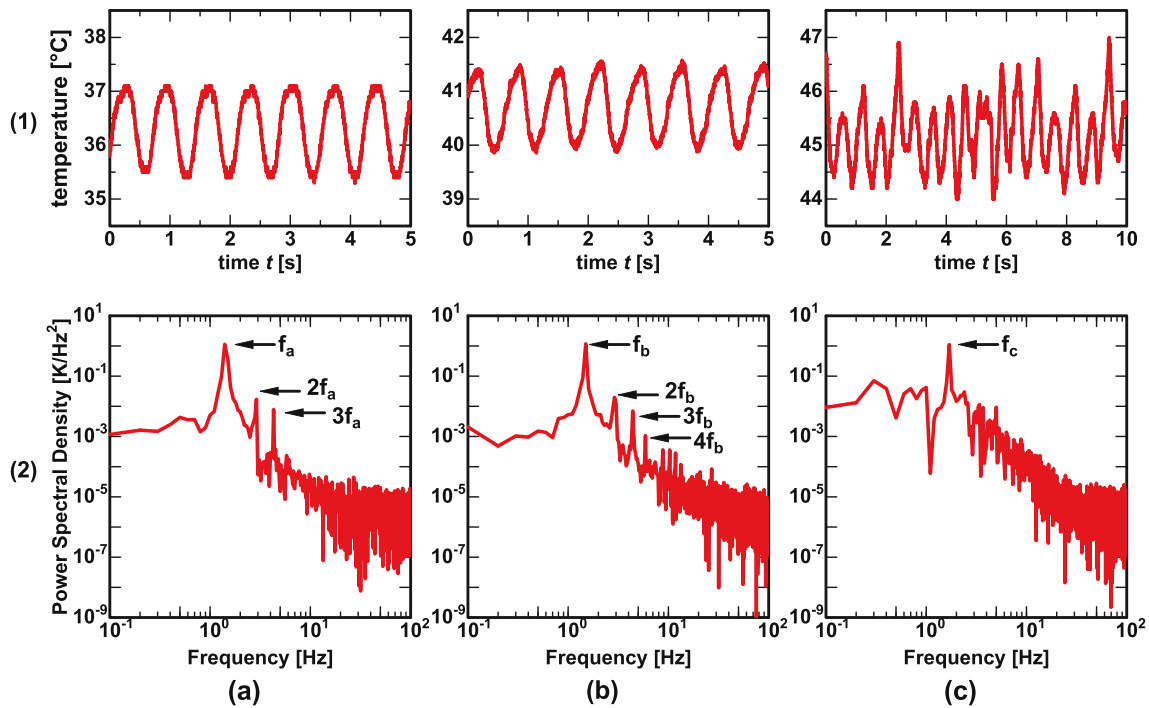 (1)
temperature [°C]
38
37
36
35
0 1 2 3 4 5
time t [s]
42
41
40
39
0 1 2 3 4 5
time t [s]
47
46
45
44
0 2 4 6 8 10
time t [s]
(2)
Power Spectral Density [K/Hz²]
10¹
10⁻¹
10⁻³
10⁻⁵
10⁻⁷
10⁻⁹
fₐ
2fₐ
3fₐ
10⁻¹ 10⁰ 10¹ 10²
Frequency [Hz]
(a)
10¹
10⁻¹
10⁻³
10⁻⁵
10⁻⁷
10⁻⁹
f_b
2f_b
3f_b
4f_b
10⁻¹ 10⁰ 10¹ 10²
Frequency [Hz]
(b)
10¹
10⁻¹
10⁻³
10⁻⁵
10⁻⁷
10⁻⁹
f_c
10⁻¹ 10⁰ 10¹ 10²
Frequency [Hz]
(c)